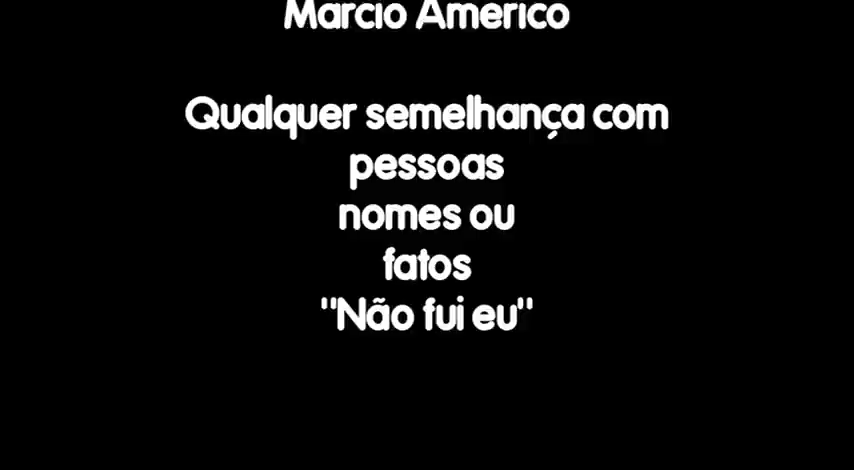 Marcio Americo
Qualquer semelhança com
pessoas
nomes ou
fatos
"Não fui eu"